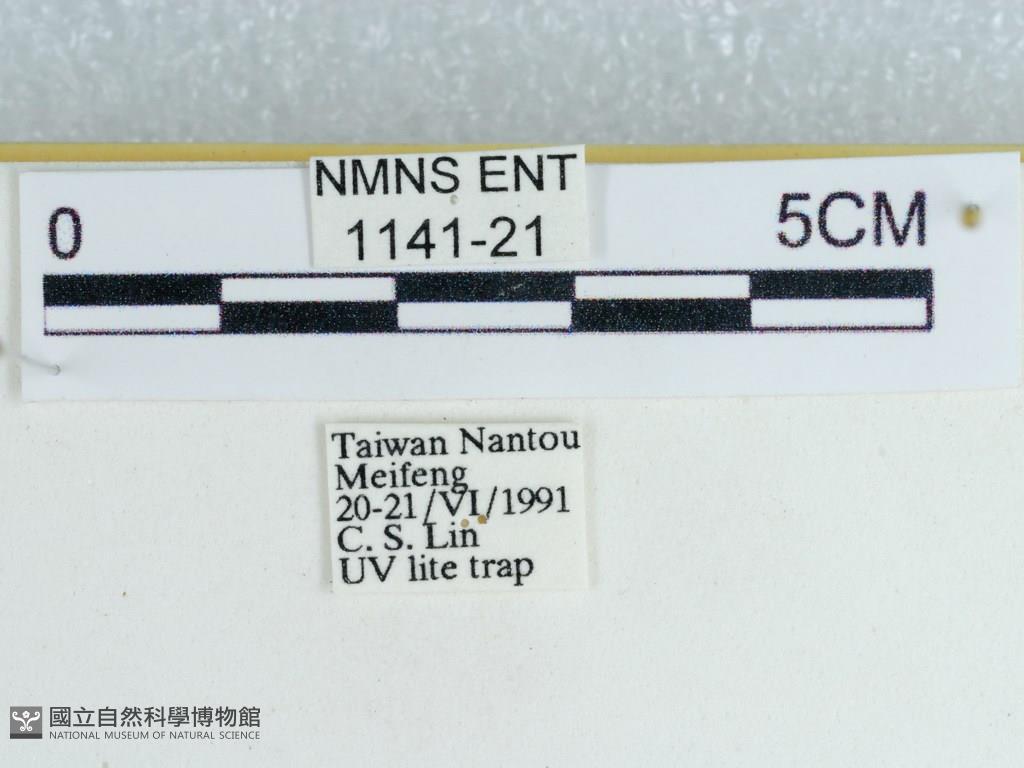 NMNS ENT
1141-21
0
5CM
Taiwan Nantou
Meifeng
20-21/VI/1991
C. S. Lin
UV lite trap
國立自然科學博物館
NATIONAL MUSEUM OF NATURAL SCIENCE